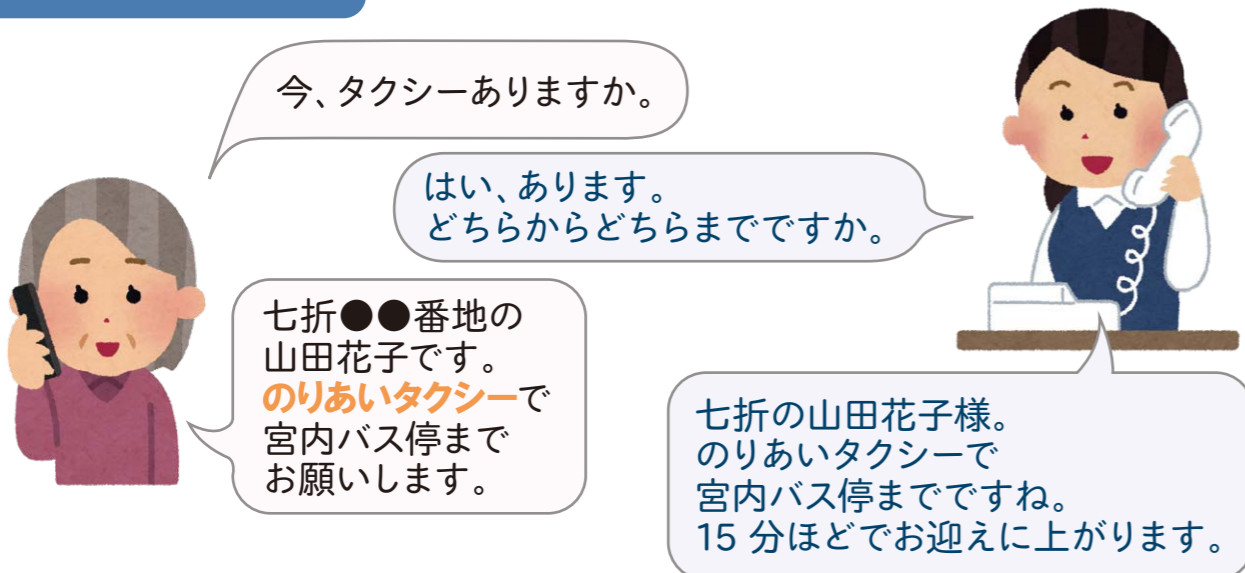 今、タクシーありますか。
はい、あります。
どちらからどちらまでですか。
七折●●番地の
山田花子です。
のりあいタクシーで
宮内バス停まで
お願いします。
七折の山田花子様。
のりあいタクシーで
宮内バス停までですね。
15 分ほどでお迎えに上がります。